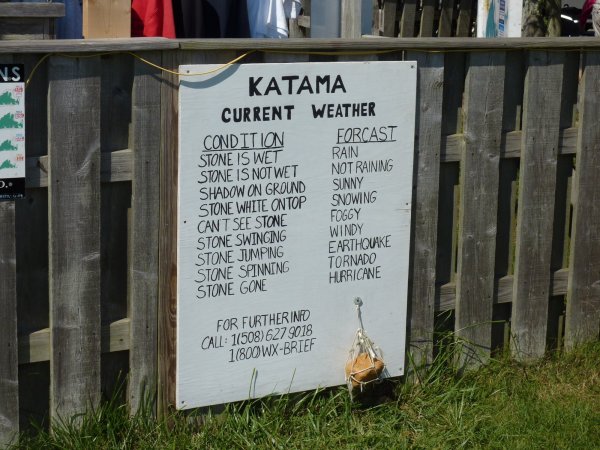 KATAMA
CURRENT WEATHER
CONDITION FORCAST
STONE IS WET RAIN
STONE IS NOT WET NOT RAINING
SHADOW ON GROUND SUNNY
STONE WHITE ON TOP SNOWING
CAN'T SEE STONE FOGGY
STONE SWINGING WINDY
STONE JUMPING EARTHQUAKE
STONE SPINNING TORNADO
STONE GONE HURRICANE
FOR FURTHER INFO
CALL: 1(508) 627.9018
1(800)WX-BRIEF
NS